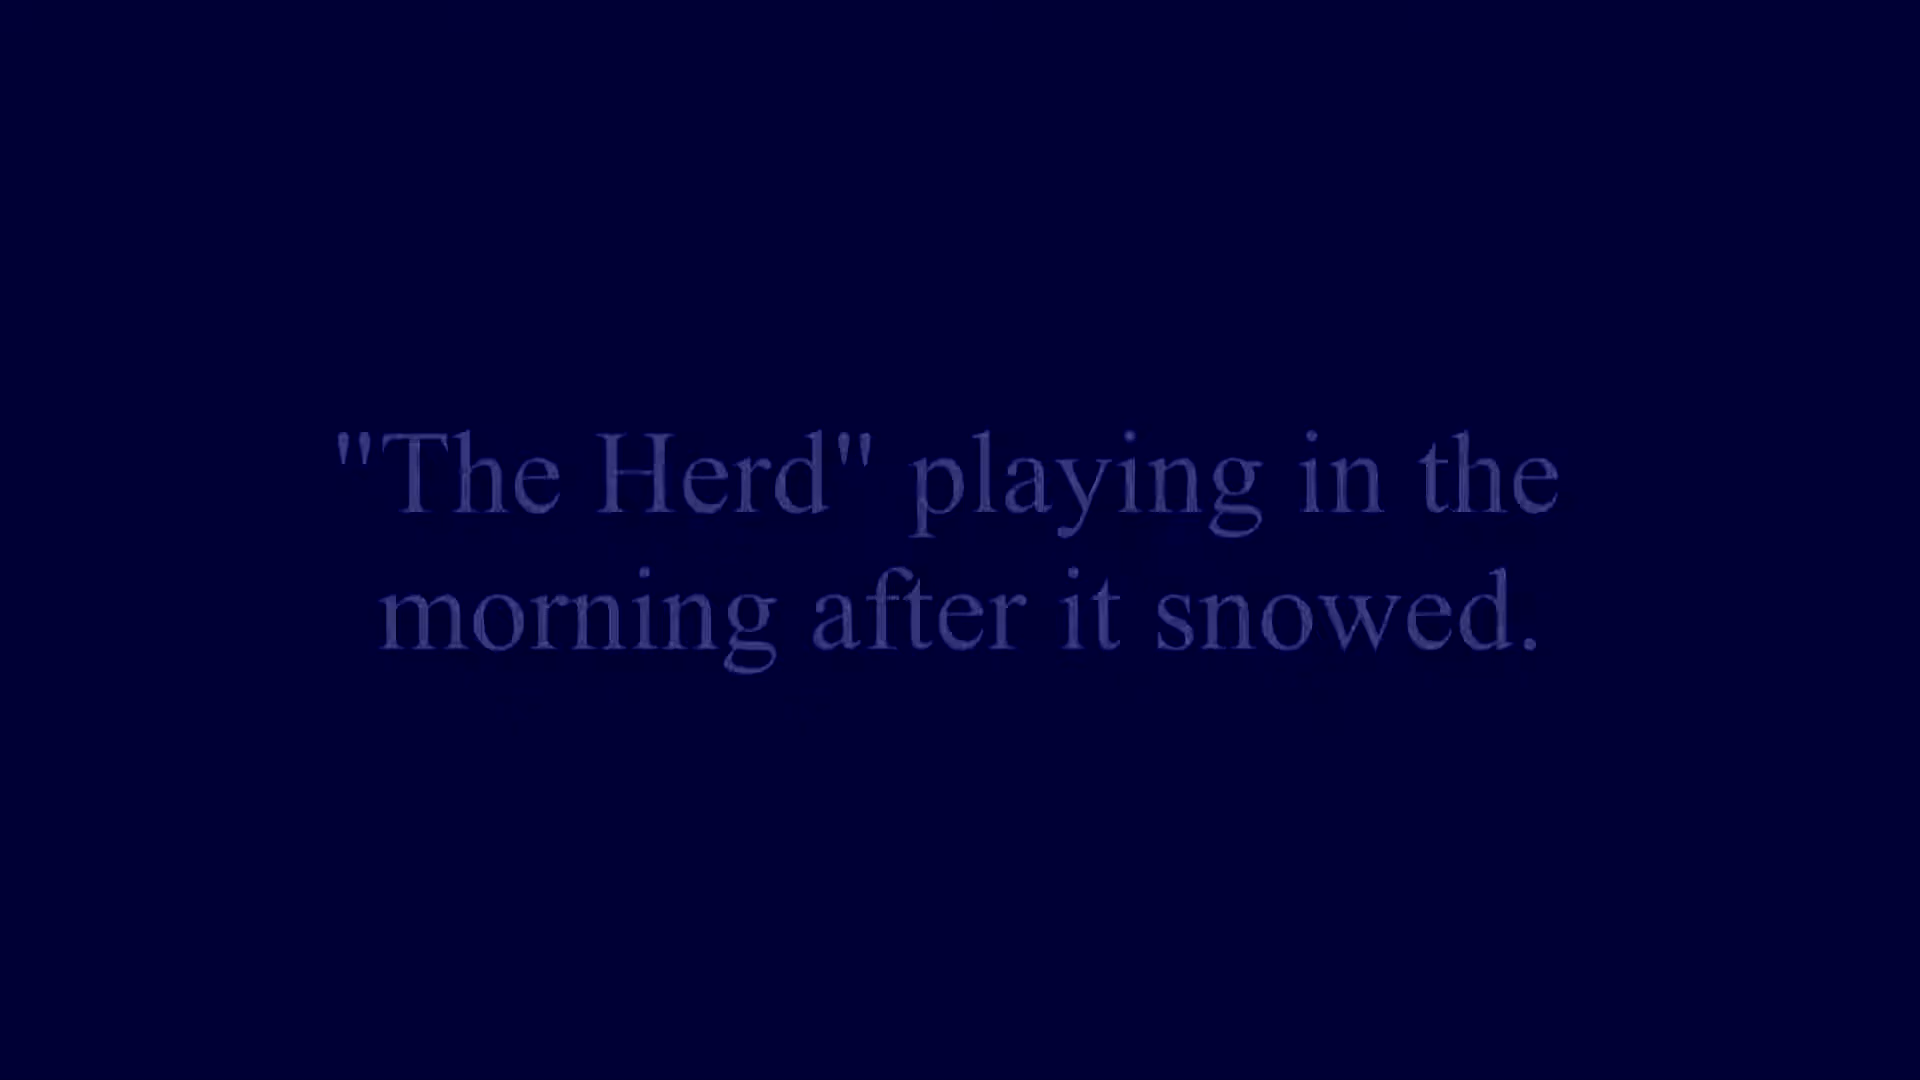 "The Herd" playing in the
morning after it snowed.